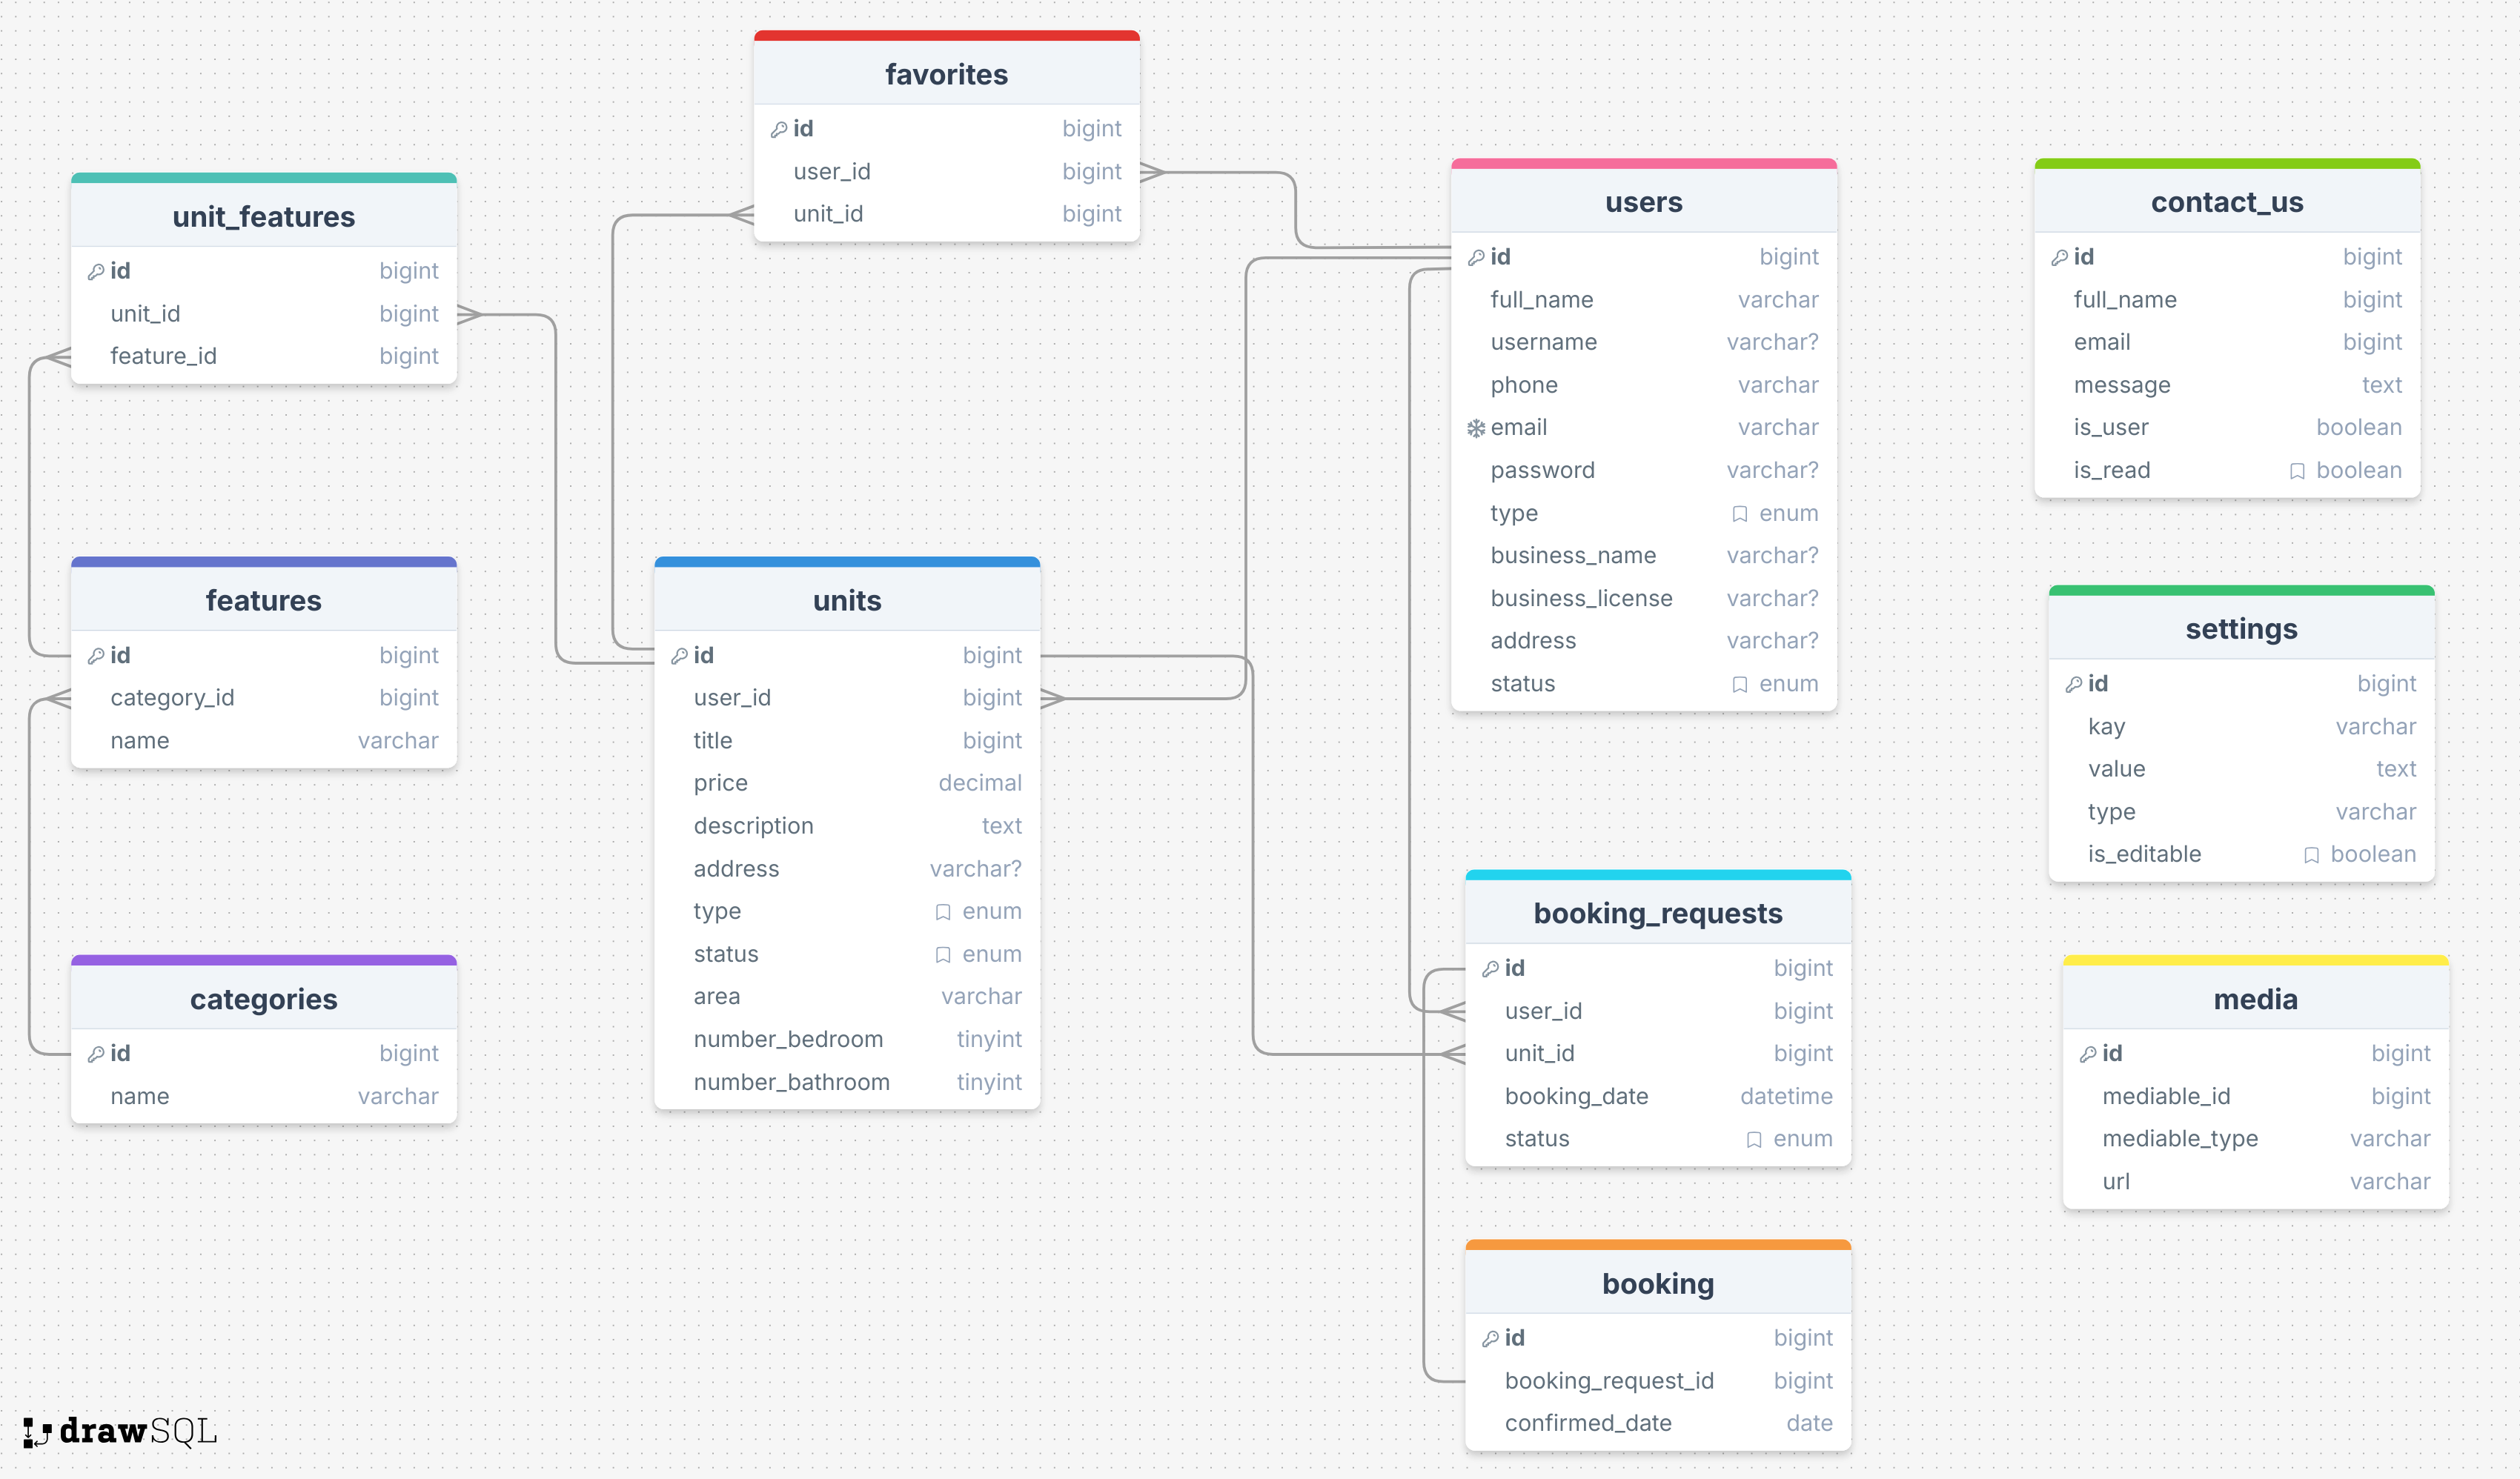 favorites
id bigint
user_id bigint
unit_id bigint
unit_features
id bigint
unit_id bigint
feature_id bigint
users
id bigint
full_name varchar
username varchar?
phone varchar
email varchar
password varchar?
type enum
business_name varchar?
business_license varchar?
address varchar?
status enum
contact_us
id bigint
full_name bigint
email bigint
message text
is_user boolean
is_read boolean
features
id bigint
category_id bigint
name varchar
units
id bigint
user_id bigint
title bigint
price decimal
description text
address varchar?
type enum
status enum
area varchar
number_bedroom tinyint
number_bathroom tinyint
settings
id bigint
kay varchar
value text
type varchar
is_editable boolean
categories
id bigint
name varchar
booking_requests
id bigint
user_id bigint
unit_id bigint
booking_date datetime
status enum
media
id bigint
mediable_id bigint
mediable_type varchar
url varchar
booking
id bigint
booking_request_id bigint
confirmed_date date
drawSQL